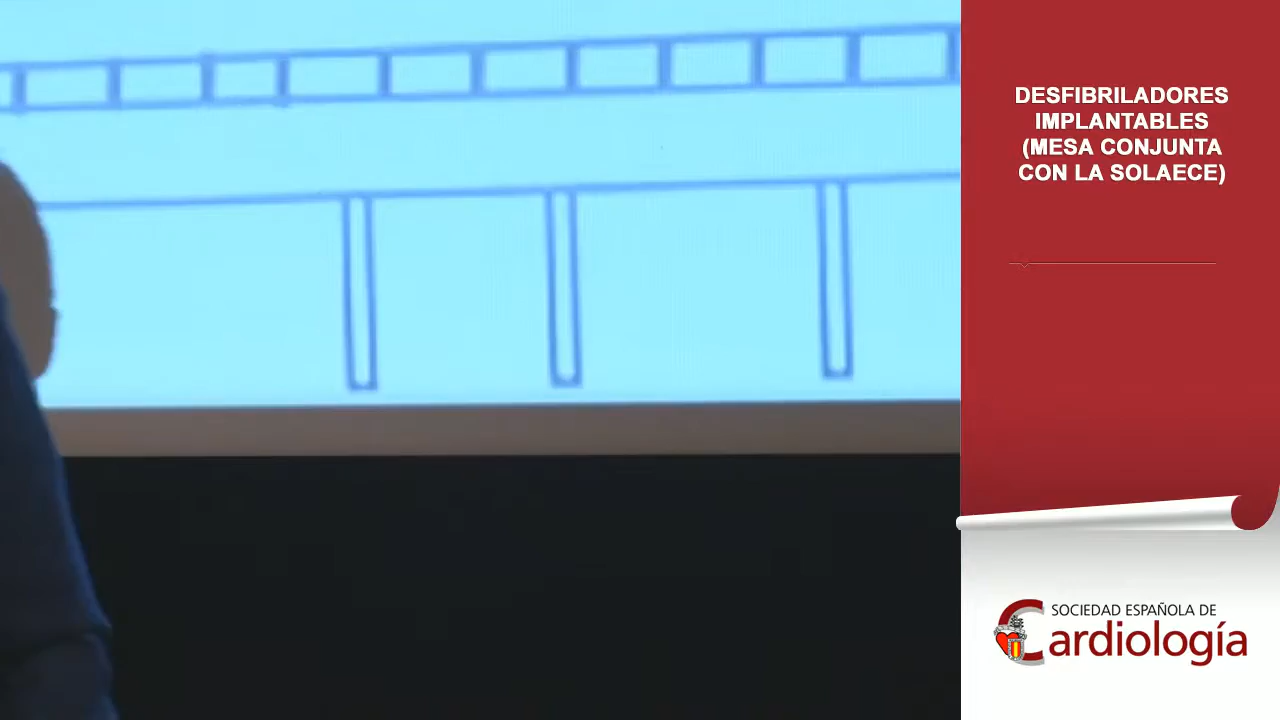 DESFIBRILADORES
IMPLANTABLES
(MESA CONJUNTA
CON LA SOLAECE)
SOCIEDAD ESPAÑOLA DE
Cardiología